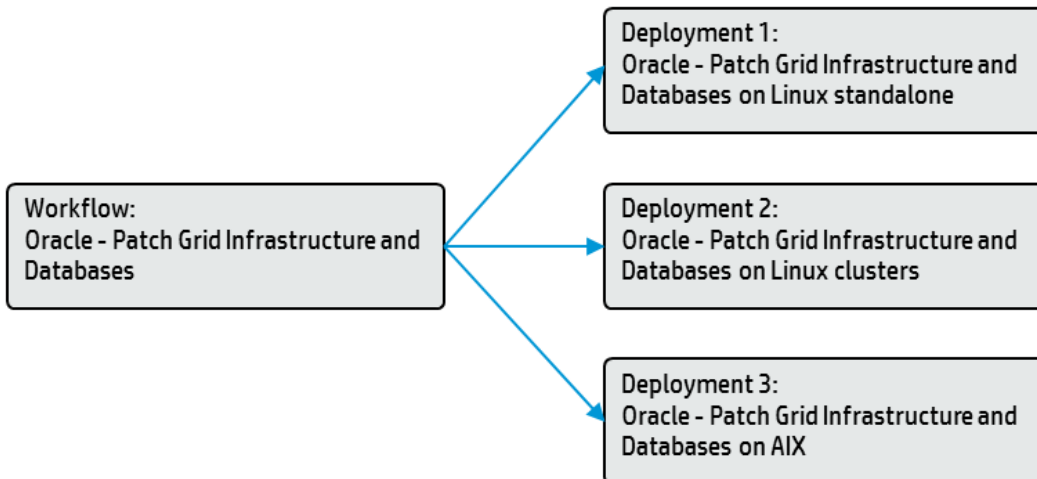 Deployment 1:
Oracle - Patch Grid Infrastructure and
Databases on Linux standalone
Workflow:
Oracle - Patch Grid Infrastructure and
Databases
Deployment 2:
Oracle - Patch Grid Infrastructure and
Databases on Linux clusters
Deployment 3:
Oracle - Patch Grid Infrastructure and
Databases on AIX